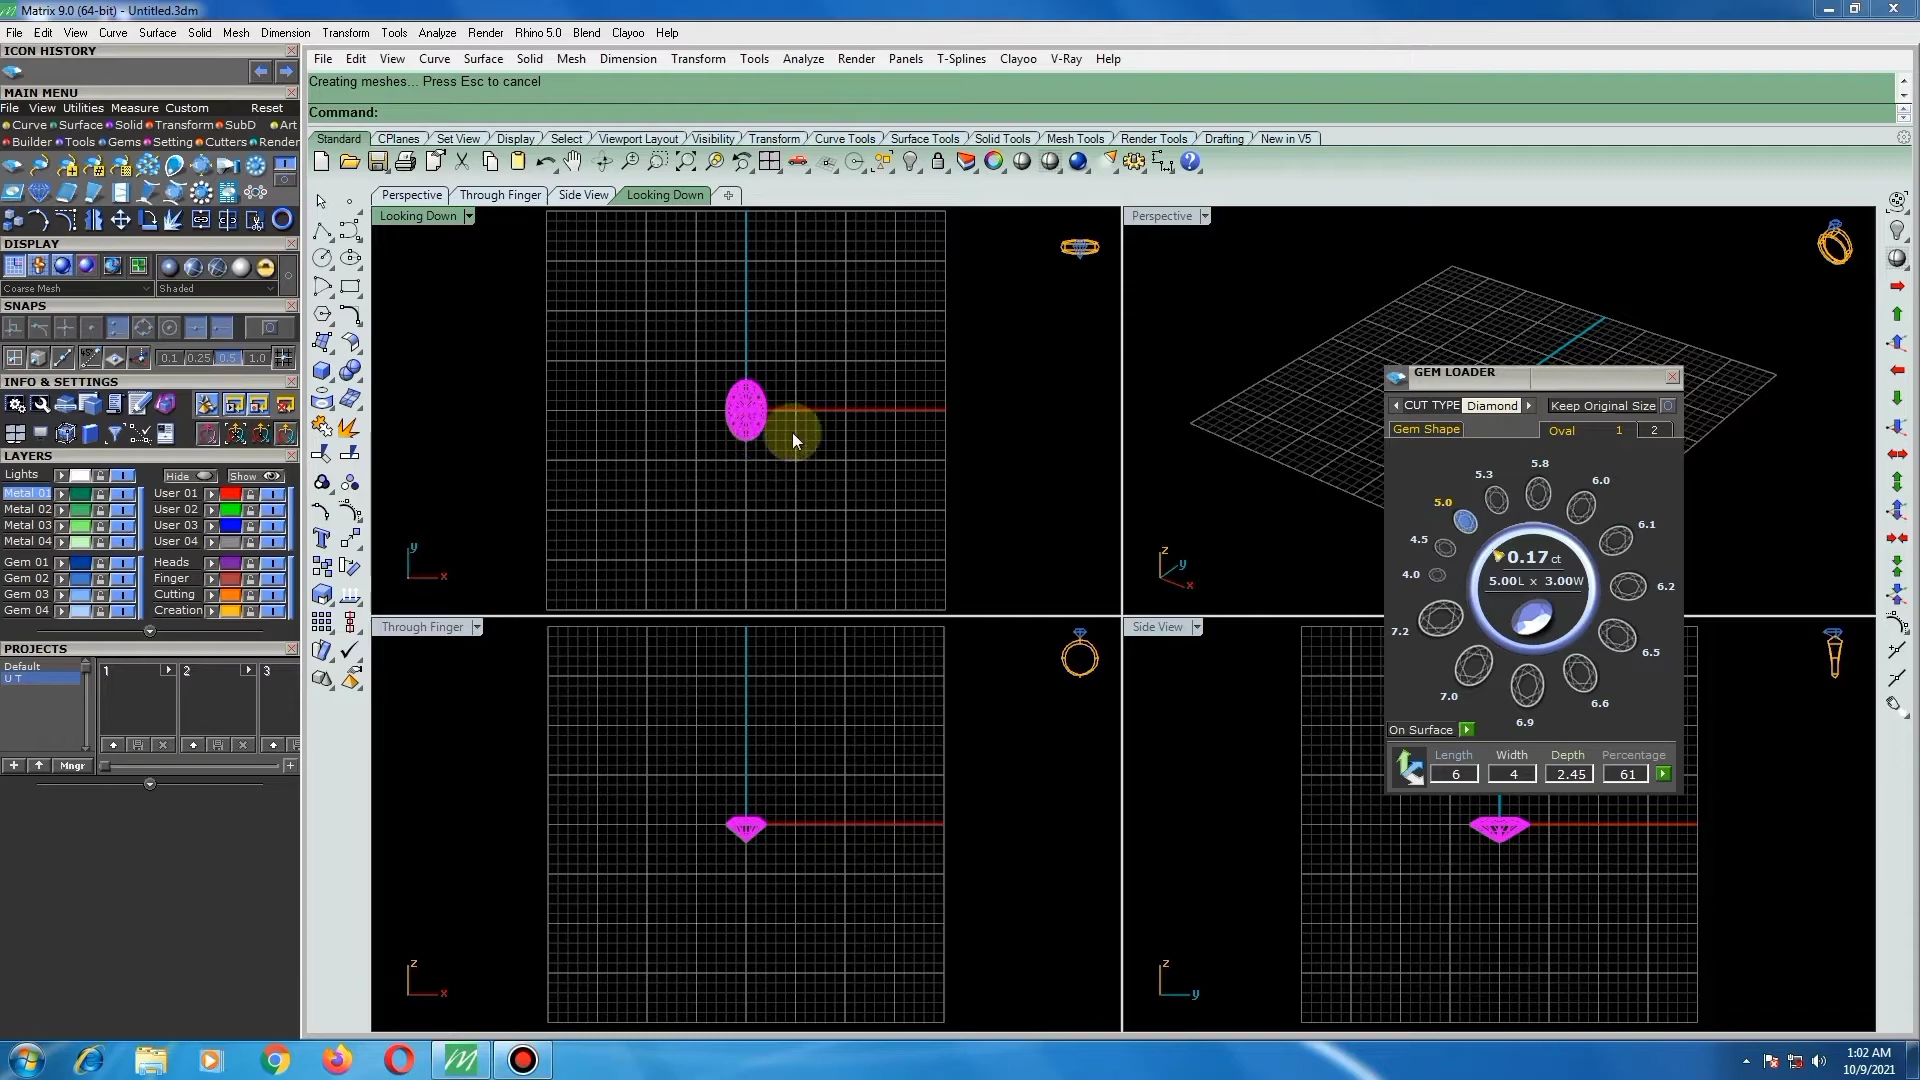 Matrix 9.0 (64-bit) - Untitled.3dm
File Edit View Curve Surface Solid Mesh Dimension Transform Tools Analyze Render Rhino 5.0 Blend Clayoo Help
ICON HISTORY
MAIN MENU
File View Utilities Measure Custom Reset
Curve Surface Solid Transform SubD Art
Builder Tools Gems Setting Cutters Render
DISPLAY
Coarse Mesh Shaded
SNAPS
0.1 0.25 0.5 1.0
INFO & SETTINGS
LAYERS
Lights Hide Show
Metal 01 User 01
Metal 02 User 02
Metal 03 User 03
Metal 04 User 04
Gem 01 Heads
Gem 02 Finger
Gem 03 Cutting
Gem 04 Creation
PROJECTS
Default
U T
1 2 3
Mngr
File Edit View Curve Surface Solid Mesh Dimension Transform Tools Analyze Render Panels T-Splines Clayoo V-Ray Help
Creating meshes... Press Esc to cancel
Command:
Standard CPlanes Set View Display Select Viewport Layout Visibility Transform Curve Tools Surface Tools Solid Tools Mesh Tools Render Tools Drafting New in V5
Perspective Through Finger Side View Looking Down
Looking Down
y
x
Perspective
z
y
x
Through Finger
z
x
Side View
z
y
GEM LOADER
CUT TYPE Diamond Keep Original Size
Gem Shape Oval 1 2
5.8
5.3 6.0
5.0 6.1
4.5
4.0 6.2
7.2 6.5
7.0 6.6
6.9
0.17 ct
5.00L x 3.00W
On Surface
Length Width Depth Percentage
6 4 2.45 61
1:02 AM
10/9/2021